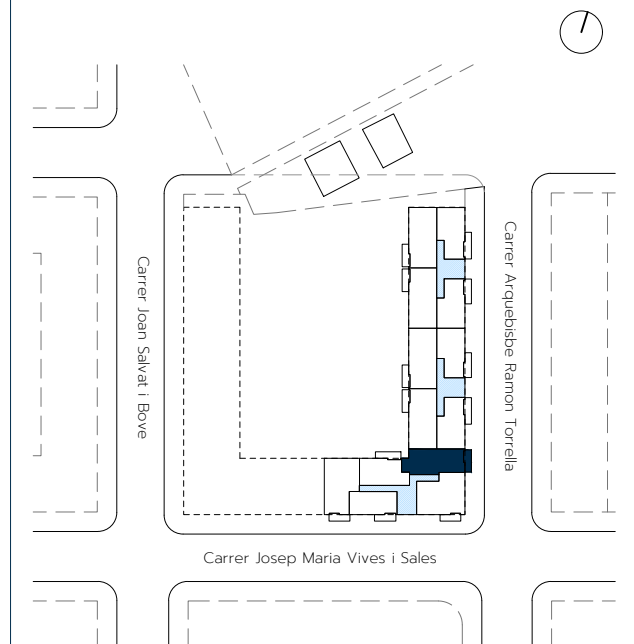 Carrer Joan Salvat i Bove
Carrer Arquebisbe Ramon Torrella
Carrer Josep Maria Vives i Sales